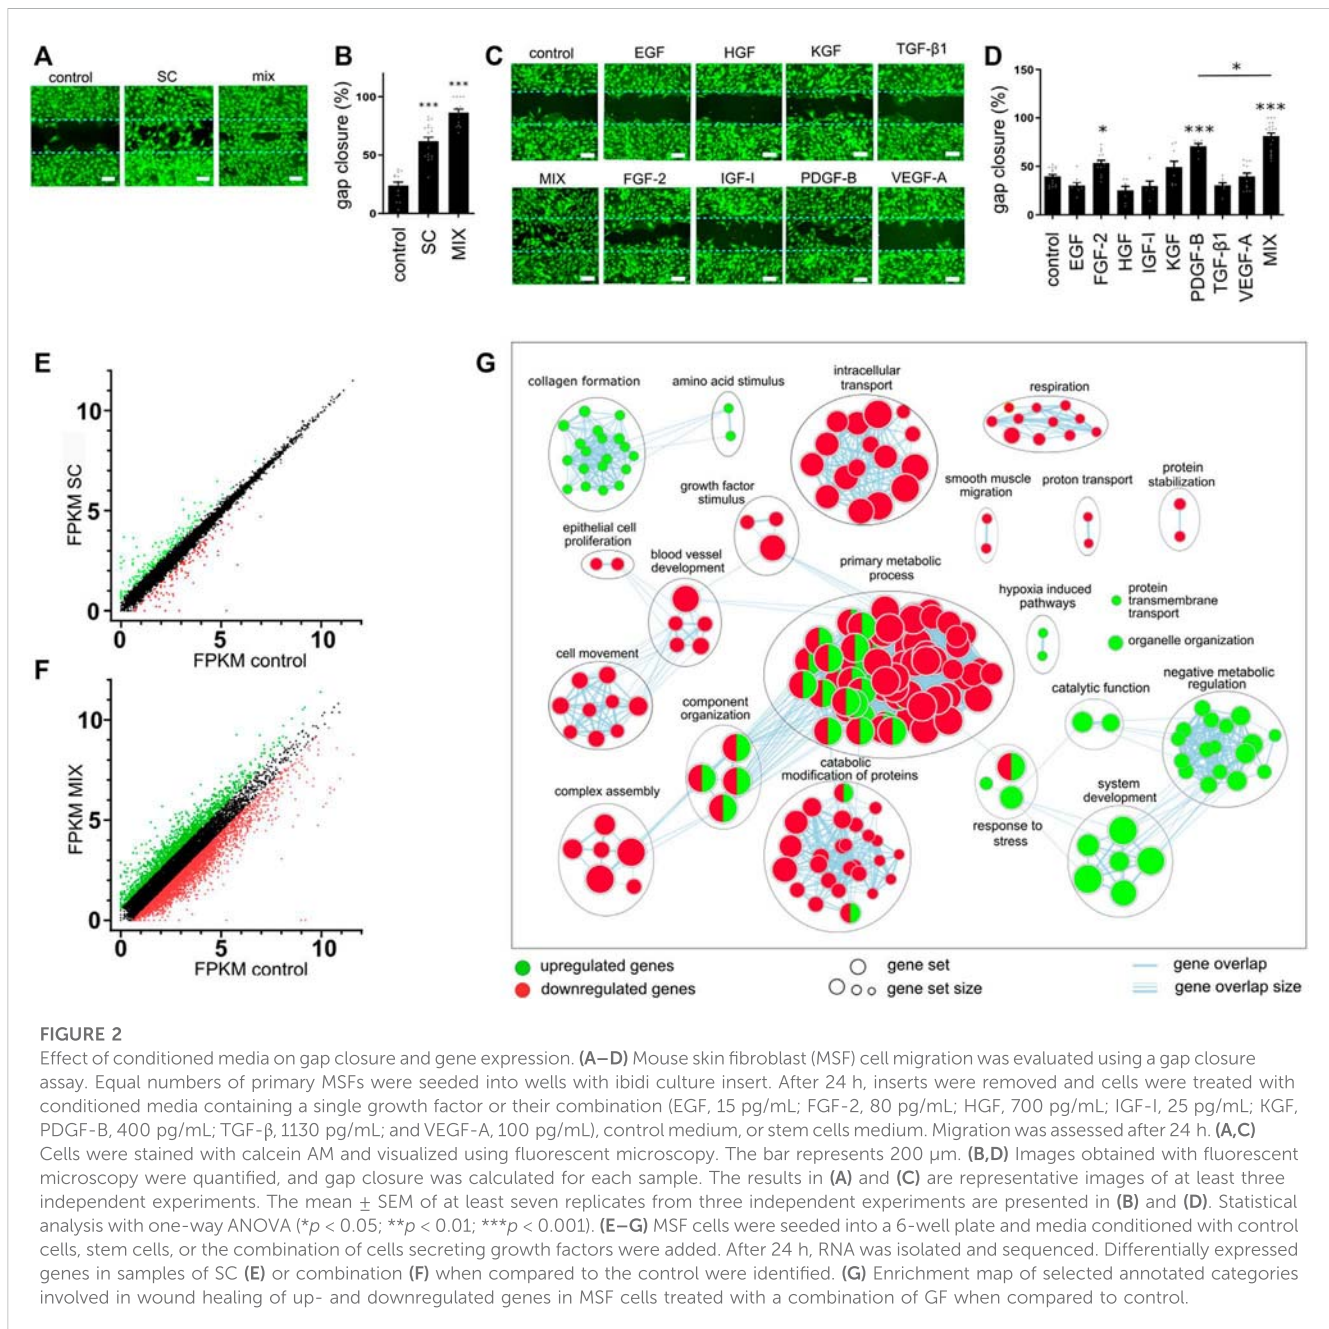 A
control
SC
mix
B
gap closure (%)
100
50
0
***
***
control
SC
MIX
C
control
EGF
HGF
KGF
TGF-β1
MIX
FGF-2
IGF-I
PDGF-B
VEGF-A
D
gap closure (%)
150
100
50
0
*
***
*
***
control
EGF
FGF-2
HGF
IGF-I
KGF
PDGF-B
TGF-β1
VEGF-A
MIX
E
FPKM SC
10
5
0
0
5
10
FPKM control
F
FPKM MIX
10
5
0
0
5
10
FPKM control
G
collagen formation
amino acid stimulus
intracellular
transport
respiration
growth factor
stimulus
smooth muscle
migration
proton transport
protein
stabilization
epithelial cell
proliferation
blood vessel
development
primary metabolic
process
hypoxia induced
pathways
protein
transmembrane
transport
organelle organization
cell movement
component
organization
catalytic function
negative metabolic
regulation
complex assembly
catabolic
modification of proteins
response to
stress
system
development
upregulated genes
downregulated genes
gene set
gene set size
gene overlap
gene overlap size
FIGURE 2
Effect of conditioned media on gap closure and gene expression. (A–D) Mouse skin fibroblast (MSF) cell migration was evaluated using a gap closure
assay. Equal numbers of primary MSFs were seeded into wells with ibidi culture insert. After 24 h, inserts were removed and cells were treated with
conditioned media containing a single growth factor or their combination (EGF, 15 pg/mL; FGF-2, 80 pg/mL; HGF, 700 pg/mL; IGF-I, 25 pg/mL; KGF,
PDGF-B, 400 pg/mL; TGF-β, 1130 pg/mL; and VEGF-A, 100 pg/mL), control medium, or stem cells medium. Migration was assessed after 24 h. (A,C)
Cells were stained with calcein AM and visualized using fluorescent microscopy. The bar represents 200 μm. (B,D) Images obtained with fluorescent
microscopy were quantified, and gap closure was calculated for each sample. The results in (A) and (C) are representative images of at least three
independent experiments. The mean ± SEM of at least seven replicates from three independent experiments are presented in (B) and (D). Statistical
analysis with one-way ANOVA (*p < 0.05; **p < 0.01; ***p < 0.001). (E–G) MSF cells were seeded into a 6-well plate and media conditioned with control
cells, stem cells, or the combination of cells secreting growth factors were added. After 24 h, RNA was isolated and sequenced. Differentially expressed
genes in samples of SC (E) or combination (F) when compared to the control were identified. (G) Enrichment map of selected annotated categories
involved in wound healing of up- and downregulated genes in MSF cells treated with a combination of GF when compared to control.